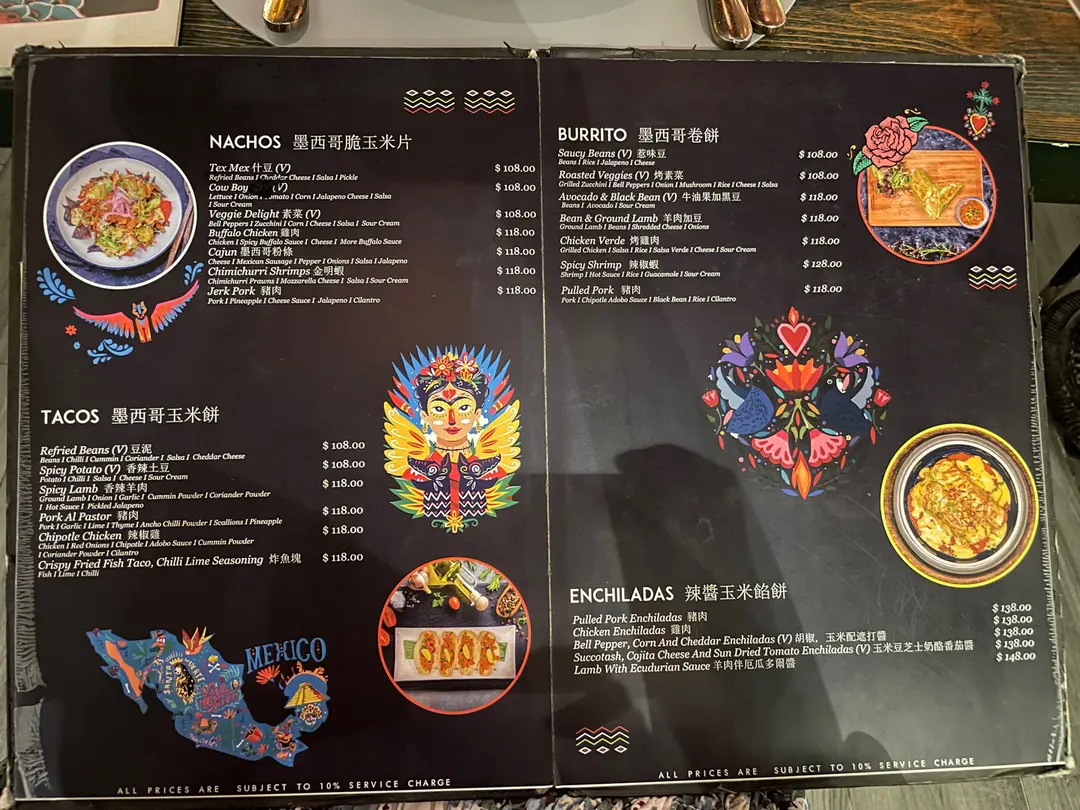 NACHOS 墨西哥脆玉米片
Tex Mex 什豆 (V) $ 108.00
Refried Beans I Cheddar Cheese I Salsa I Pickle
Cow Boy (V) $ 108.00
Lettuce I Onion I Tomato I Corn I Jalapeno Cheese I Salsa
I Sour Cream
Veggie Delight 素菜 (V) $ 108.00
Bell Peppers I Zucchini I Corn I Cheese I Salsa I Sour Cream
Buffalo Chicken 雞肉 $ 118.00
Chicken I Spicy Buffalo Sauce I Cheese I More Buffalo Sauce
Cajun 墨西哥粉條 $ 118.00
Cheese I Mexican Sausage I Pepper I Onions I Salsa I Jalapeno
Chimichurri Shrimps 金明蝦 $ 118.00
Chimichurri Prawns I Mozzarella Cheese I Salsa I Sour Cream
Jerk Pork 豬肉 $ 118.00
Pork I Pineapple I Cheese Sauce I Jalapeno I Cilantro
TACOS 墨西哥玉米餅
Refried Beans (V) 豆泥 $ 108.00
Beans I Chilli I Cummin I Coriander I Salsa I Cheddar Cheese
Spicy Potato (V) 香辣土豆 $ 108.00
Potato I Chilli I Salsa I Cheese I Sour Cream
Spicy Lamb 香辣羊肉 $ 118.00
Ground Lamb I Onion I Garlic I Cummin Powder I Coriander Powder
I Hot Sauce I Pickled Jalapeno
Pork Al Pastor 豬肉 $ 118.00
Pork I Garlic I Lime I Thyme I Ancho Chilli Powder I Scallions I Pineapple
Chipotle Chicken 辣椒雞 $ 118.00
Chicken I Red Onions I Chipotle I Adobo Sauce I Cummin Powder
I Coriander Powder I Cilantro
Crispy Fried Fish Taco, Chilli Lime Seasoning 炸魚塊 $ 118.00
Fish I Lime I Chilli
MEXICO
ALL PRICES ARE SUBJECT TO 10% SERVICE CHARGE
BURRITO 墨西哥卷餅
Saucy Beans (V) 惹味豆 $ 108.00
Beans I Rice I Jalapeno I Cheese
Roasted Veggies (V) 烤素菜 $ 108.00
Grilled Zucchini I Bell Peppers I Onion I Mushroom I Rice I Cheese I Salsa
Avocado & Black Bean (V) 牛油果加黑豆 $ 118.00
Beans I Avocado I Sour Cream
Bean & Ground Lamb 羊肉加豆 $ 118.00
Ground Lamb I Beans I Shredded Cheese I Onions
Chicken Verde 烤雞肉 $ 118.00
Grilled Chicken I Salsa I Rice I Salsa Verde I Cheese I Sour Cream
Spicy Shrimp 辣椒蝦 $ 128.00
Shrimp I Hot Sauce I Rice I Guacamole I Sour Cream
Pulled Pork 豬肉 $ 118.00
Pork I Chipotle Adobo Sauce I Black Bean I Rice I Cilantro
ENCHILADAS 辣醬玉米餡餅
Pulled Pork Enchiladas 豬肉 $ 138.00
Chicken Enchiladas 雞肉 $ 138.00
Bell Pepper, Corn And Cheddar Enchiladas (V) 胡椒，玉米配遮打醬 $ 138.00
Succotash, Cojita Cheese And Sun Dried Tomato Enchiladas (V) 玉米豆芝士奶酪番茄醬 $ 138.00
Lamb With Ecudurian Sauce 羊肉伴厄瓜多爾醬 $ 148.00
ALL PRICES ARE SUBJECT TO 10% SERVICE CHARGE